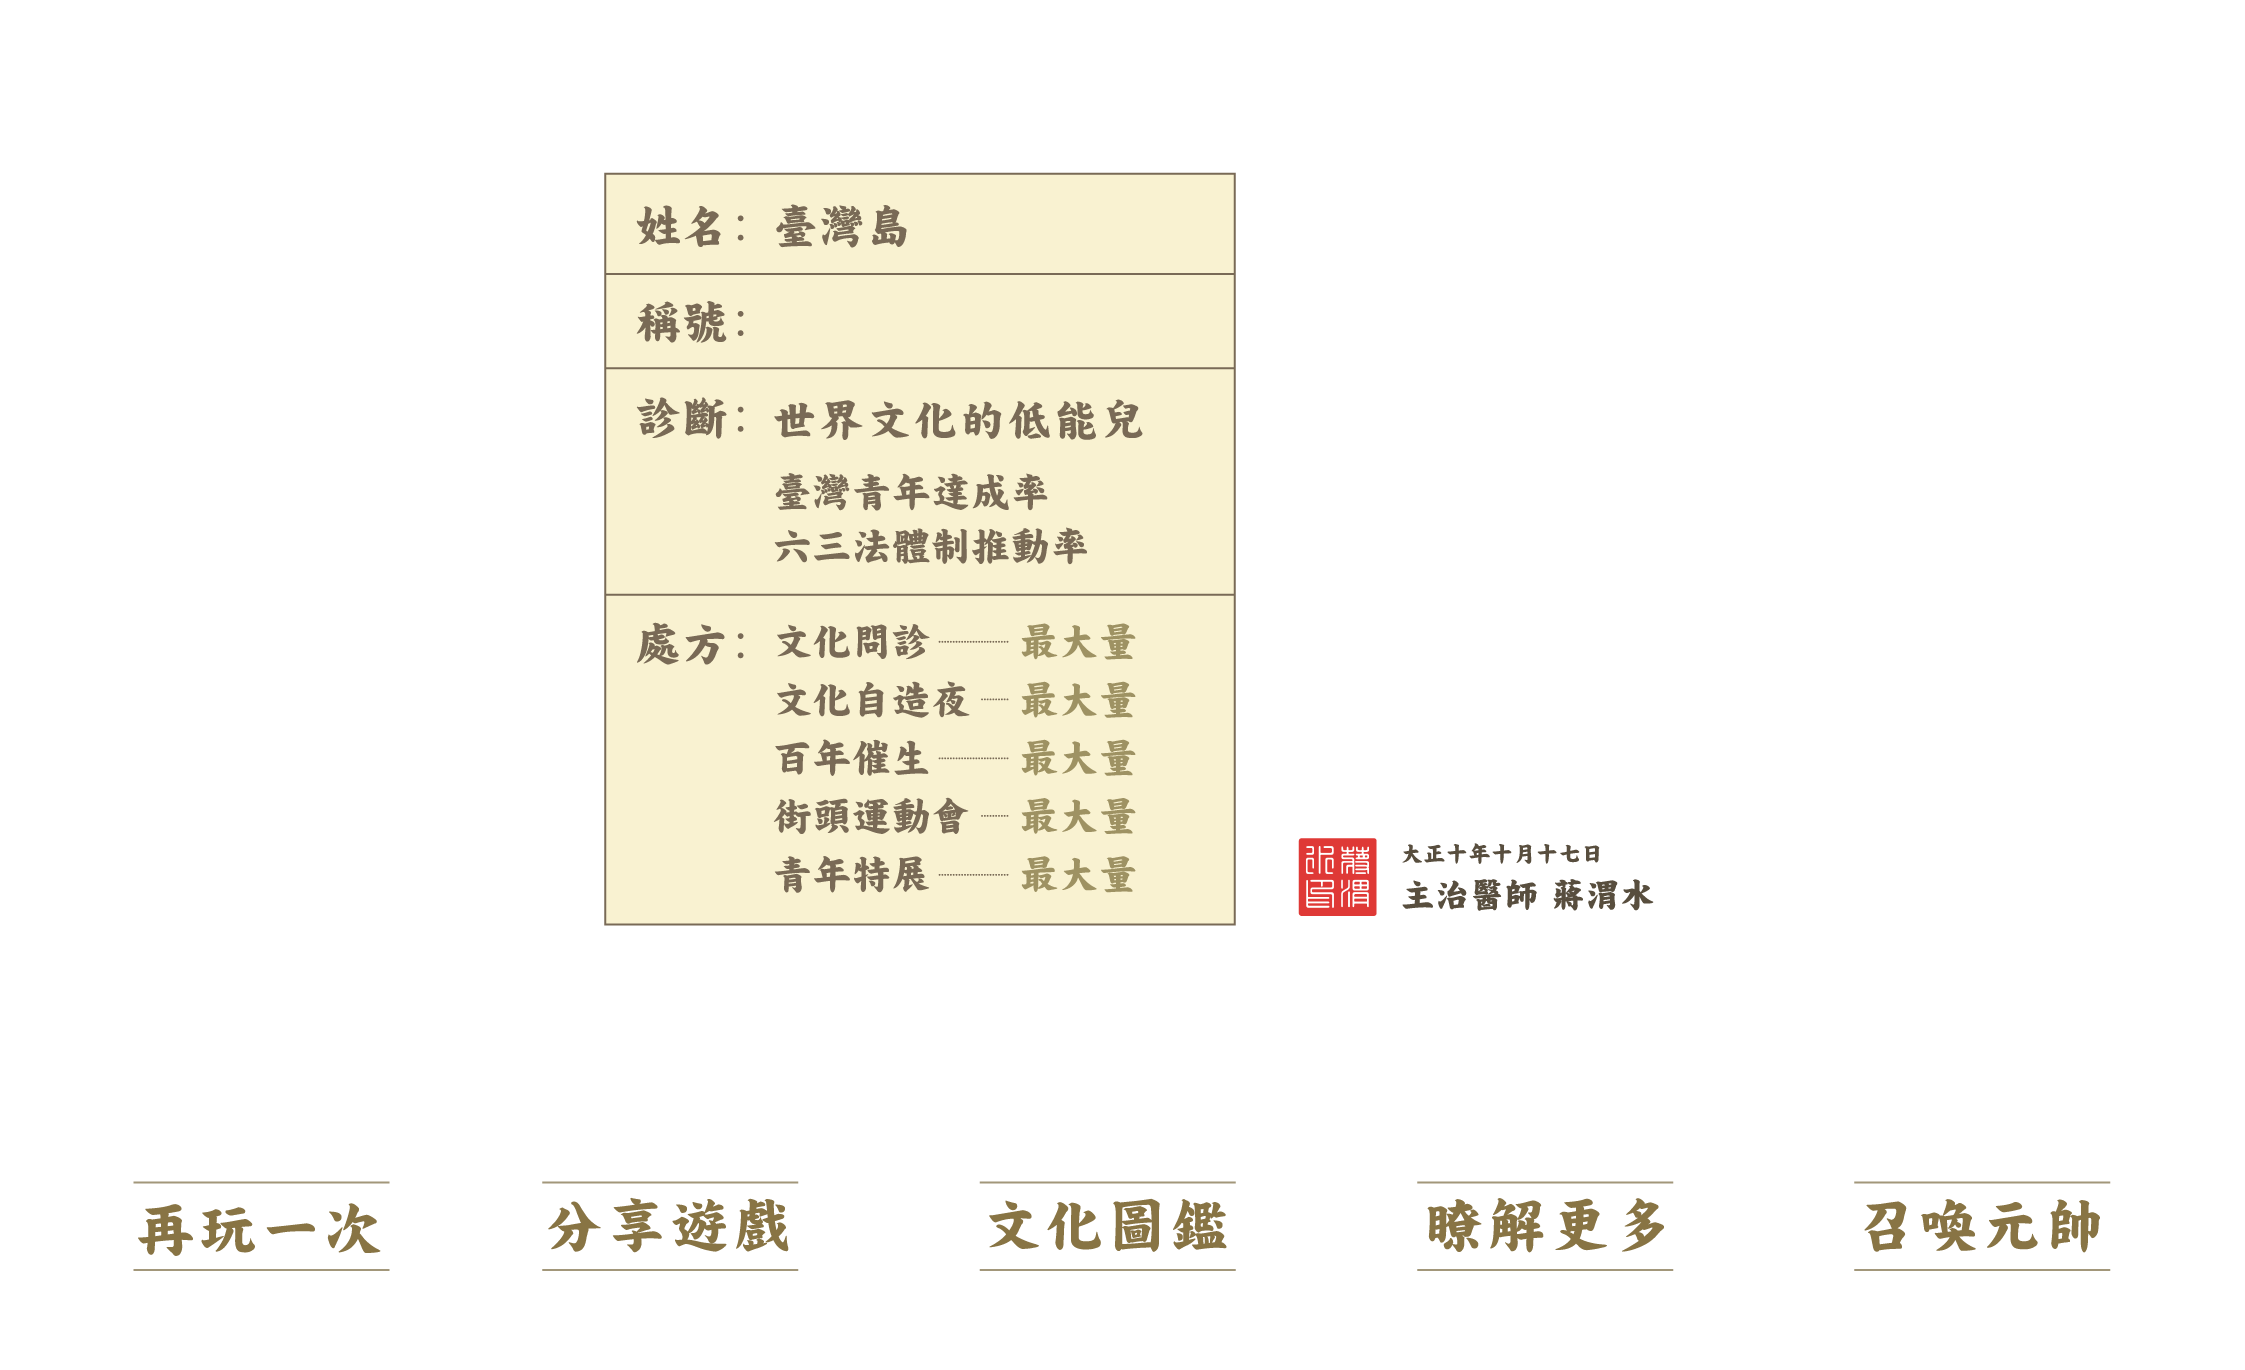 姓名：臺灣島
稱號：
診斷：世界文化的低能兒
臺灣青年達成率
六三法體制推動率
處方：文化問診 最大量
文化自造夜 最大量
百年催生 最大量
街頭運動會 最大量
青年特展 最大量
蔣渭水印
大正十年十月十七日
主治醫師 蔣渭水
再玩一次
分享遊戲
文化圖鑑
瞭解更多
召喚元帥